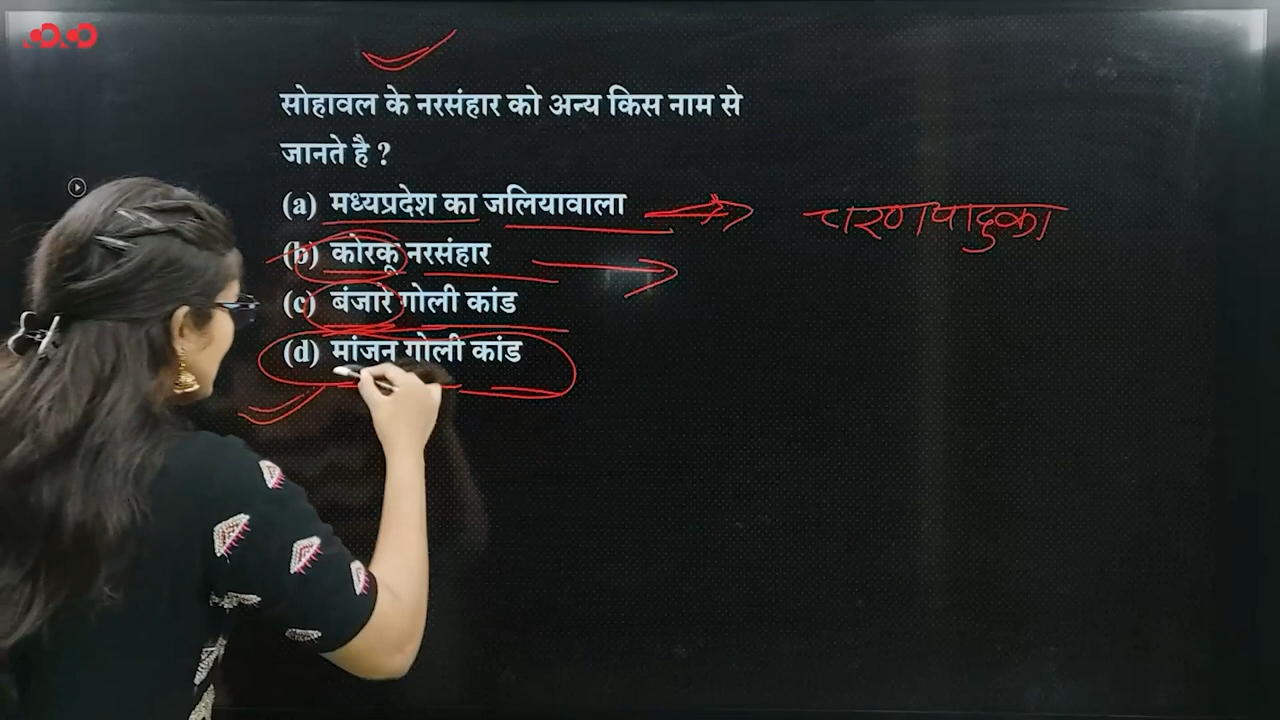 सोहावल के नरसंहार को अन्य किस नाम से
जानते है ?
(a) मध्यप्रदेश का जलियावाला
चरणपादुका
(b) कोरकू नरसंहार
(c) बंजारे गोली कांड
(d) मांजन गोली कांड